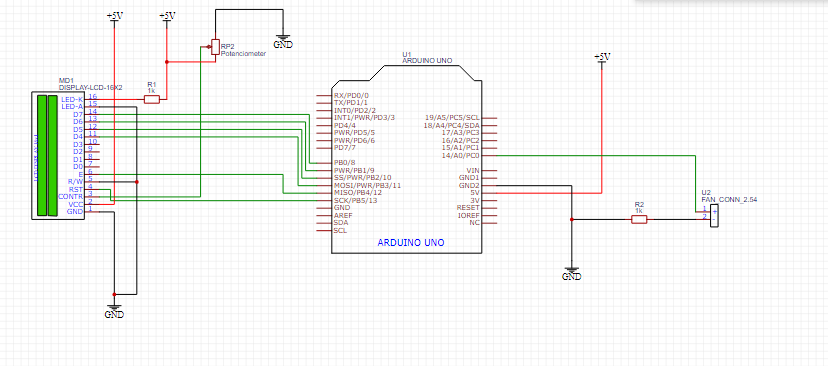 +5V
+5V
GND
RP2
Potenciometer
U1
ARDUINO UNO
+5V
MD1
DISPLAY-LCD-16X2
R1
1k
LED-K 16
LED-A 15
D7 14
D6 13
D5 12
D4 11
D3 10
D2 9
D1 8
D0 7
E 6
R/W 5
RST 4
CONTR 3
VCC 2
GND 1
GND
RX/PD0/0
TX/PD1/1
INT0/PD2/2
INT1/PWR/PD3/3
PD4/4
PWR/PD5/5
PWR/PD6/6
PD7/7
PB0/8
PWR/PB1/9
SS/PWR/PB2/10
MOS1/PWR/PB3/11
MISO/PB4/12
SCK/PB5/13
GND
AREF
SDA
SCL
19/A5/PC5/SCL
18/A4/PC4/SDA
17/A3/PC3
16/A2/PC2
15/A1/PC1
14/A0/PC0
VIN
GND1
GND2
5V
3V
RESET
IOREF
NC
ARDUINO UNO
GND
R2
1k
U2
FAN_CONN_2.54
1 +
2 -